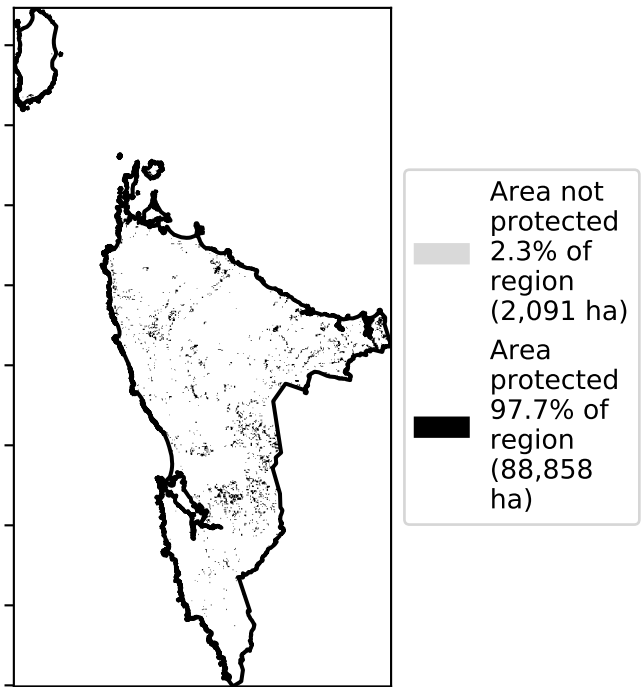 Area not
protected
2.3% of
region
(2,091 ha)
Area
protected
97.7% of
region
(88,858
ha)